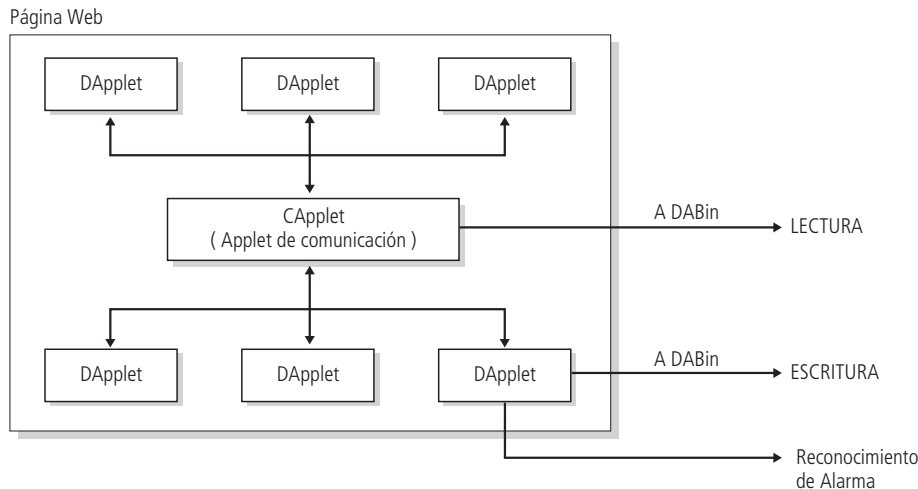 Página Web
DApplet
DApplet
DApplet
CApplet
( Applet de comunicación )
A DABin
LECTURA
DApplet
DApplet
DApplet
A DABin
ESCRITURA
Reconocimiento
de Alarma